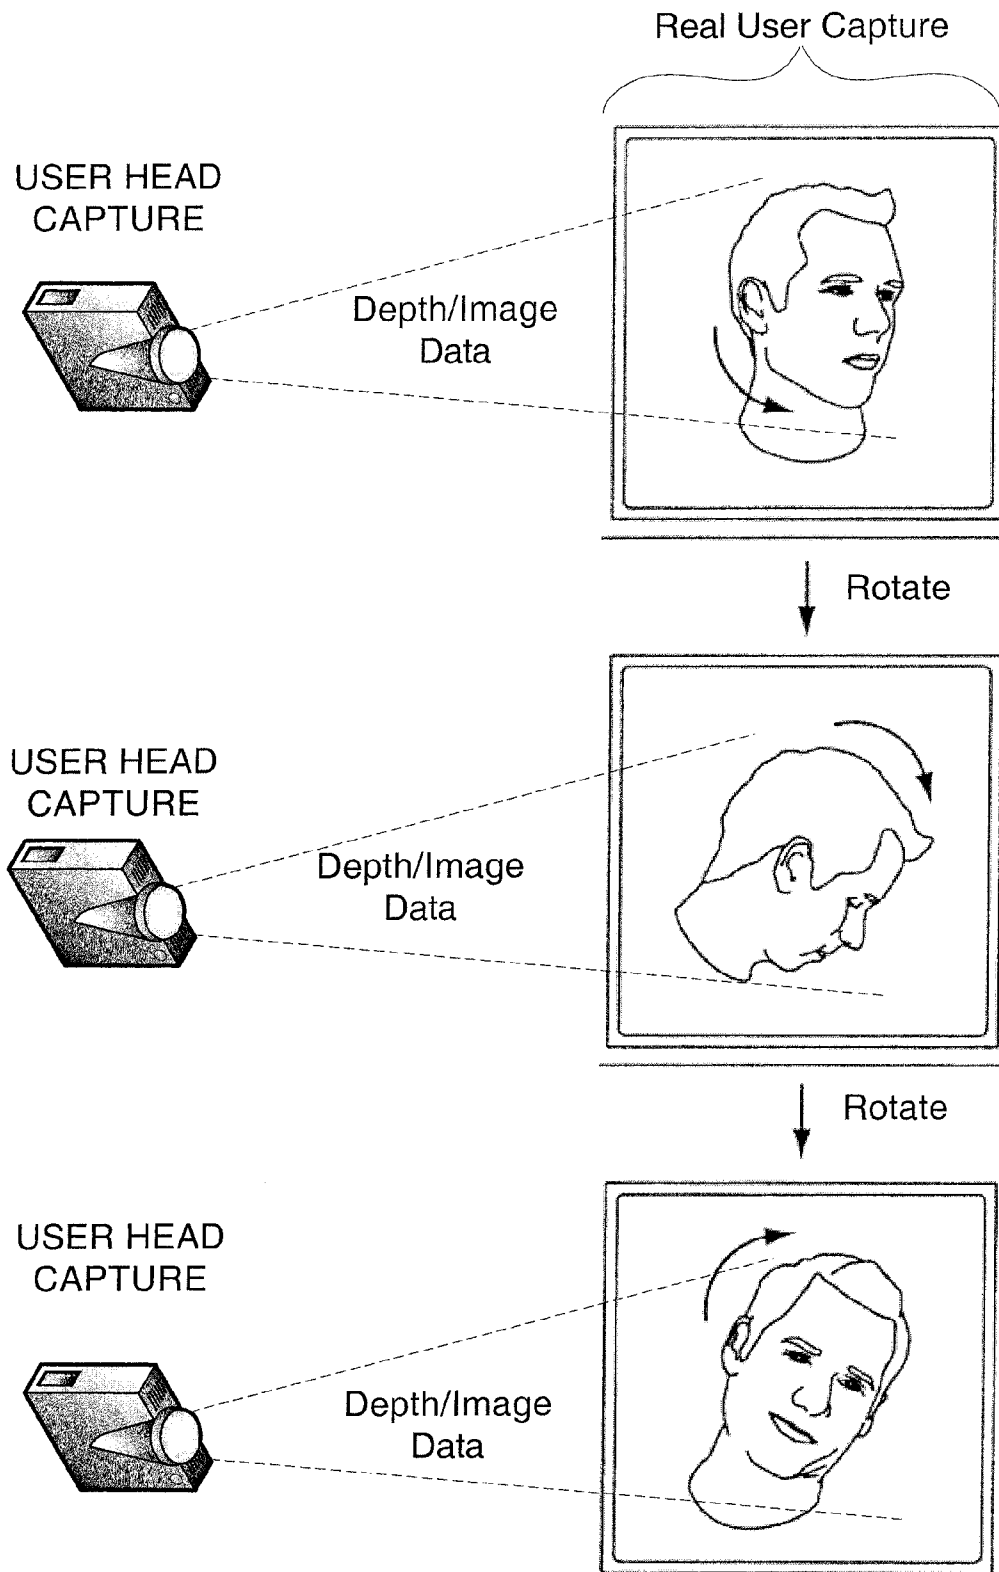 Real User Capture
USER HEAD
CAPTURE
Depth/Image
Data
Rotate
USER HEAD
CAPTURE
Depth/Image
Data
Rotate
USER HEAD
CAPTURE
Depth/Image
Data